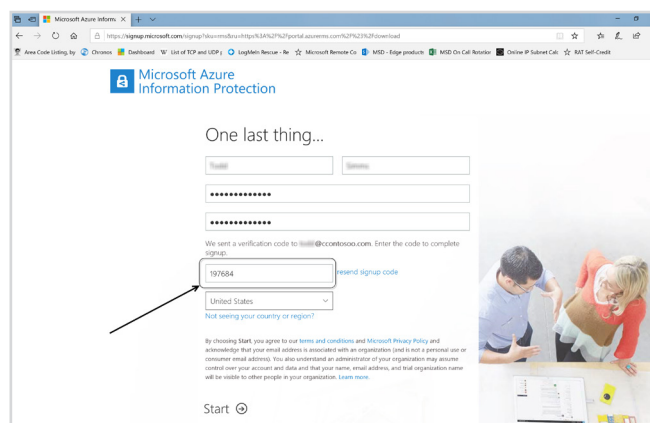 Microsoft Azure Informa
https://signup.microsoft.com/signup?sku=rms&ru=https%3A%2F%2Fportal.azurerms.com%2F%23%2Fdownload
Area Code Listing, by Chronos Dashboard List of TCP and UDP p LogMeIn Rescue - Re Microsoft Remote Co MSD - Edge products MSD On Call Rotation Online IP Subnet Calc RAT Self-Credit
Microsoft Azure
Information Protection
One last thing...
We sent a verification code to @ccontosoo.com. Enter the code to complete
signup.
197684 resend signup code
United States
Not seeing your country or region?
By choosing Start, you agree to our terms and conditions and Microsoft Privacy Policy and
acknowledge that your email address is associated with an organization (and is not a personal use or
consumer email address). You also understand an administrator of your organization may assume
control over your account and data and that your name, email address, and trial organization name
will be visible to other people in your organization. Learn more.
Start